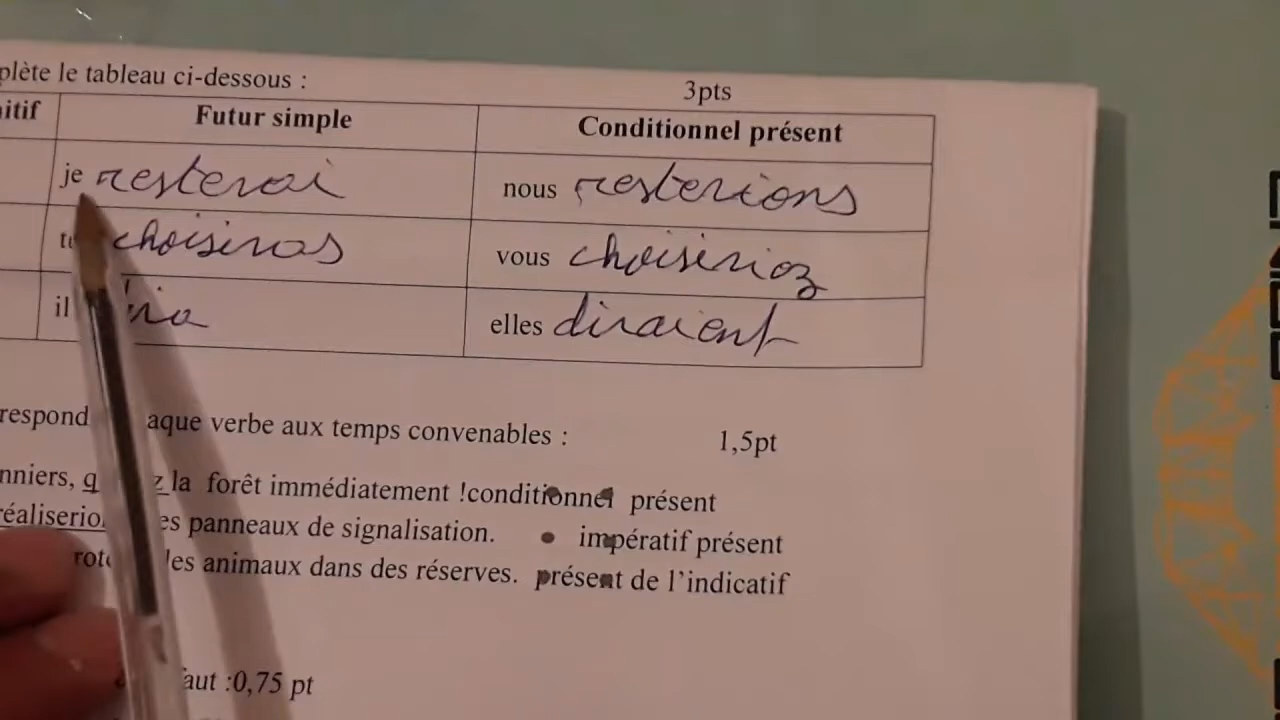 plète le tableau ci-dessous : 3pts
itif Futur simple Conditionnel présent
je resterai nous resterions
choisiras vous choisiriez
il elles diraient
respond aque verbe aux temps convenables : 1,5pt
nniers, q z la forêt immédiatement !conditionnel présent
réaliserio es panneaux de signalisation. • impératif présent
rot les animaux dans des réserves. présent de l'indicatif
aut :0,75 pt